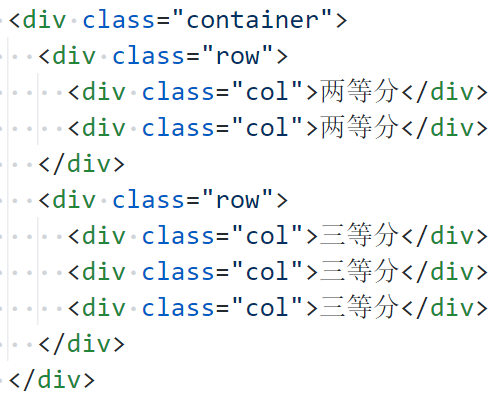 <div class="container">
<div class="row">
<div class="col">两等分</div>
<div class="col">两等分</div>
</div>
<div class="row">
<div class="col">三等分</div>
<div class="col">三等分</div>
<div class="col">三等分</div>
</div>
</div>